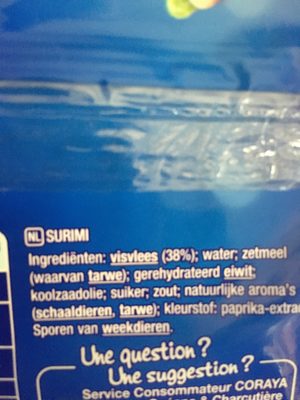 NL SURIMI
Ingrediënten: visvlees (38%); water; zetmeel
(waarvan tarwe); gerehydrateerd eiwit;
koolzaadolie; suiker; zout; natuurlijke aroma's
(schaaldieren, tarwe); kleurstof: paprika-extra
Sporen van weekdieren.
Une question ?
Une suggestion ?
Service Consommateur CORAYA
& Charcutière